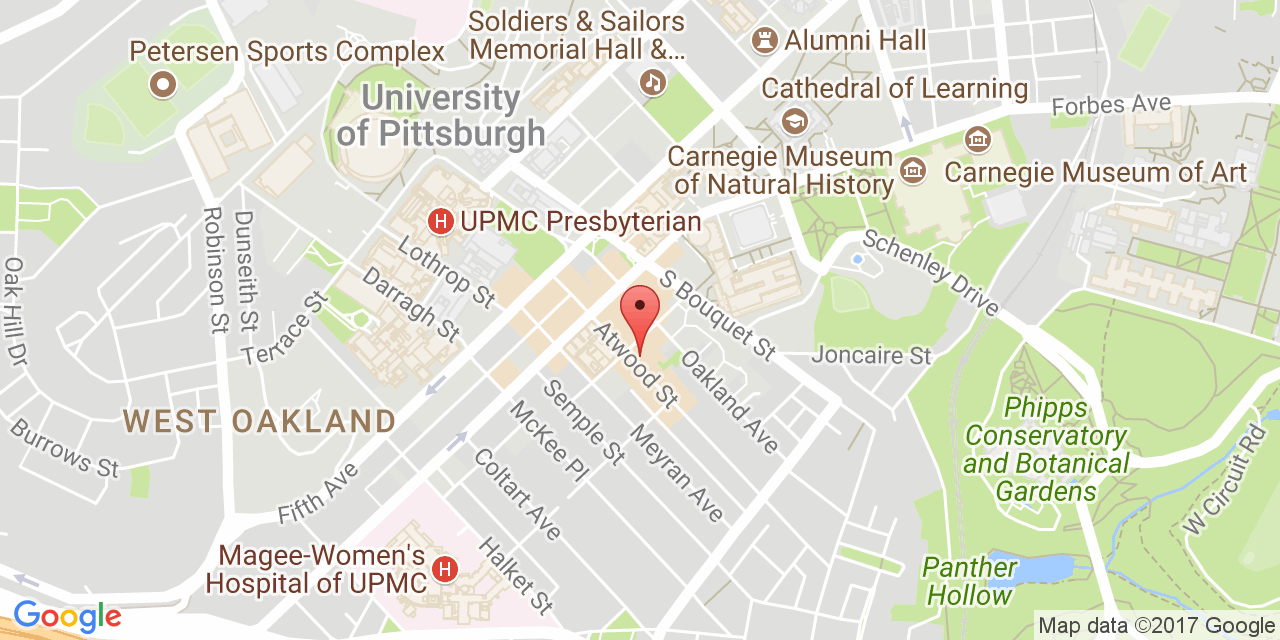 Soldiers & Sailors
Memorial Hall &...
Alumni Hall
Petersen Sports Complex
Cathedral of Learning
Forbes Ave
University
of Pittsburgh
Carnegie Museum
of Natural History
Carnegie Museum of Art
UPMC Presbyterian
Robinson St
Dunseith St
Lothrop St
Darragh St
Terrace St
Oak Hill Dr
Schenley Drive
S Bouquet St
Joncaire St
Atwood St
Oakland Ave
WEST OAKLAND
Semple St
McKee Pl
Meyran Ave
Coltart Ave
Burrows St
Fifth Ave
Phipps
Conservatory
and Botanical
Gardens
W Circuit Rd
Magee-Women's
Hospital of UPMC
Halket St
Panther
Hollow
Google
Map data ©2017 Google